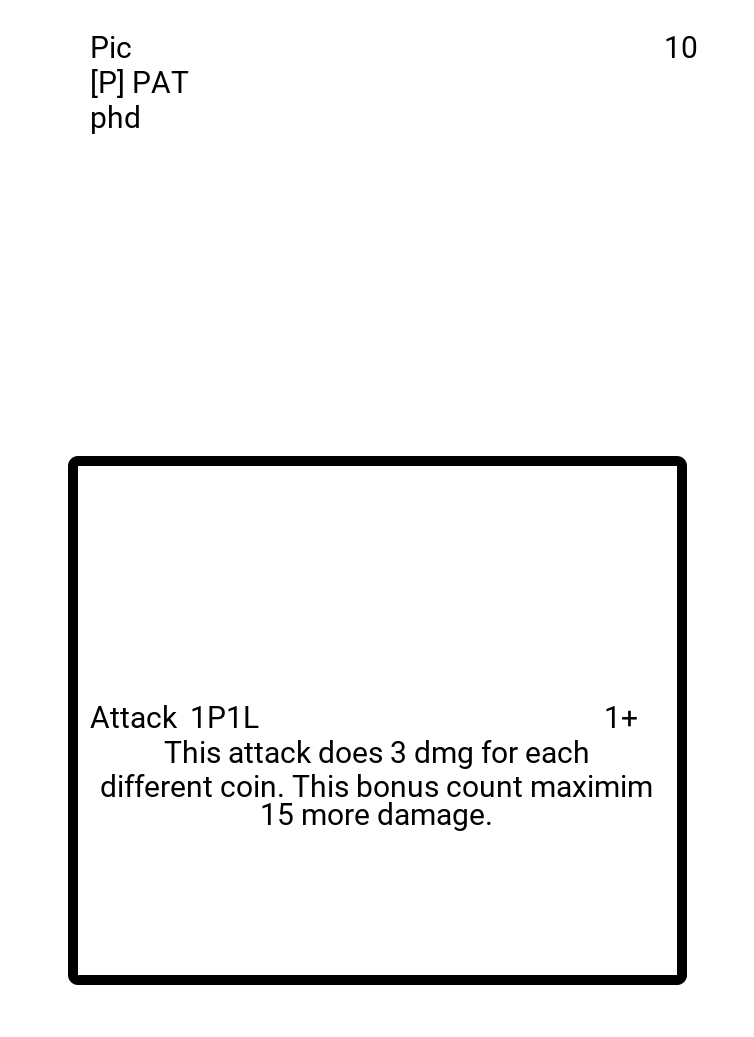 Pic 10
[P] PAT
phd
Attack 1P1L 1+
This attack does 3 dmg for each
different coin. This bonus count maximim
15 more damage.